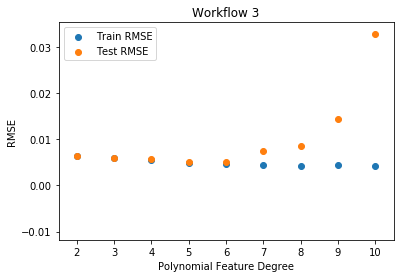 Workflow 3
Train RMSE
Test RMSE
RMSE
0.03
0.02
0.01
0.00
−0.01
2 3 4 5 6 7 8 9 10
Polynomial Feature Degree